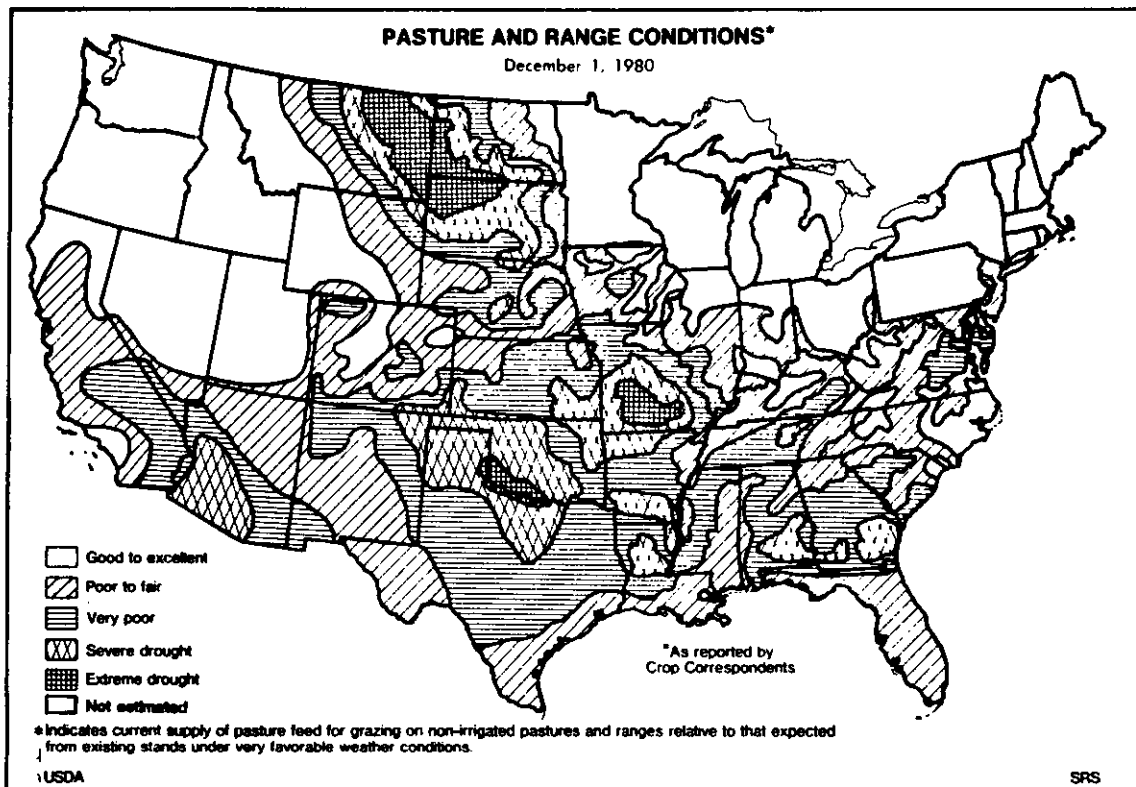 PASTURE AND RANGE CONDITIONS*
December 1, 1980
Good to excellent
Poor to fair
Very poor
Severe drought
Extreme drought
Not estimated
*As reported by
Crop Correspondents
*Indicates current supply of pasture feed for grazing on non-irrigated pastures and ranges relative to that expected
from existing stands under very favorable weather conditions.
USDA
SRS